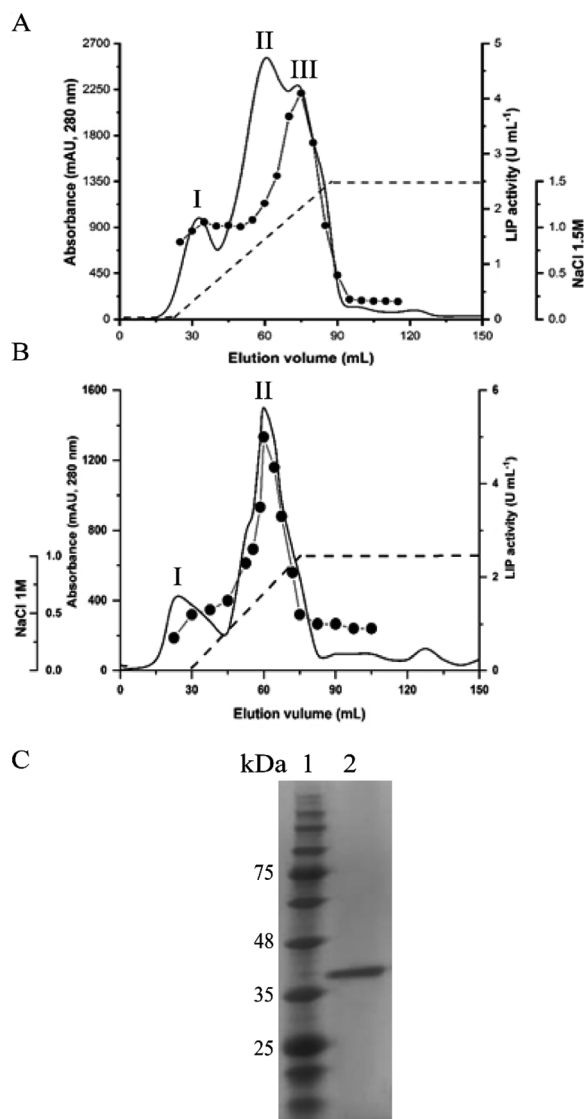 A
II
III
I
2700
2250
1800
1350
900
450
0
Absorbance (mAU, 280 nm)
5
4
3
2
1
0
LIP activity (U mL⁻¹)
1.5
1.0
0.5
0.0
NaCl 1.5M
0 30 60 90 120 150
Elution volume (mL)
B
II
I
1600
1200
800
400
0
Absorbance (mAU, 280 nm)
1.0
0.5
0.0
NaCl 1M
6
5
4
3
2
1
0
LIP activity (U mL⁻¹)
0 30 60 90 120 150
Elution volume (mL)
C
kDa 1 2
75
48
35
25